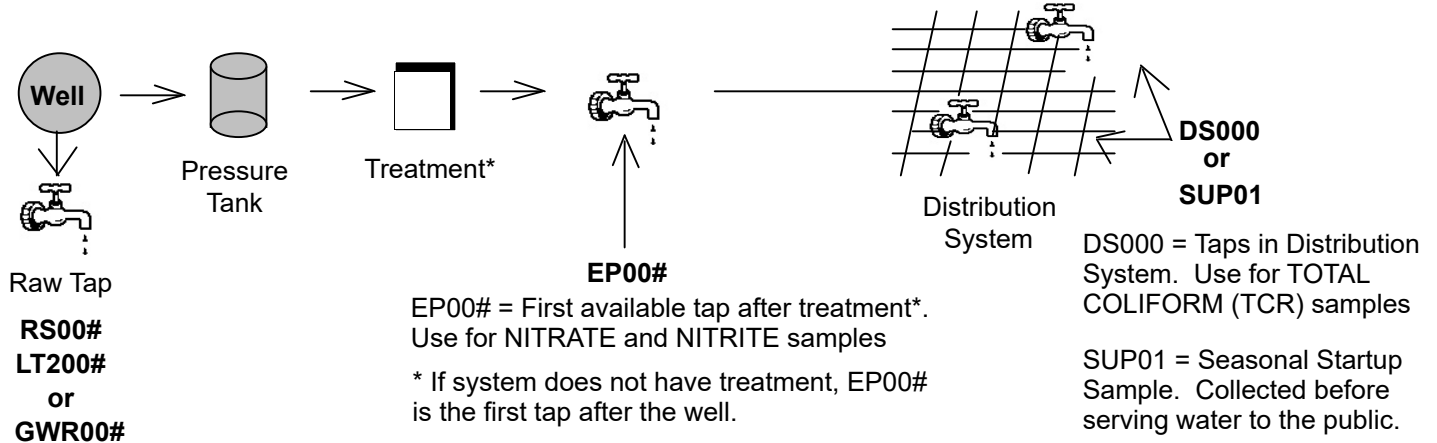 Well
Pressure
Tank
Treatment*
Raw Tap
RS00#
LT200#
or
GWR00#
EP00#
EP00# = First available tap after treatment*.
Use for NITRATE and NITRITE samples
* If system does not have treatment, EP00#
is the first tap after the well.
Distribution
System
DS000
or
SUP01
DS000 = Taps in Distribution
System. Use for TOTAL
COLIFORM (TCR) samples
SUP01 = Seasonal Startup
Sample. Collected before
serving water to the public.